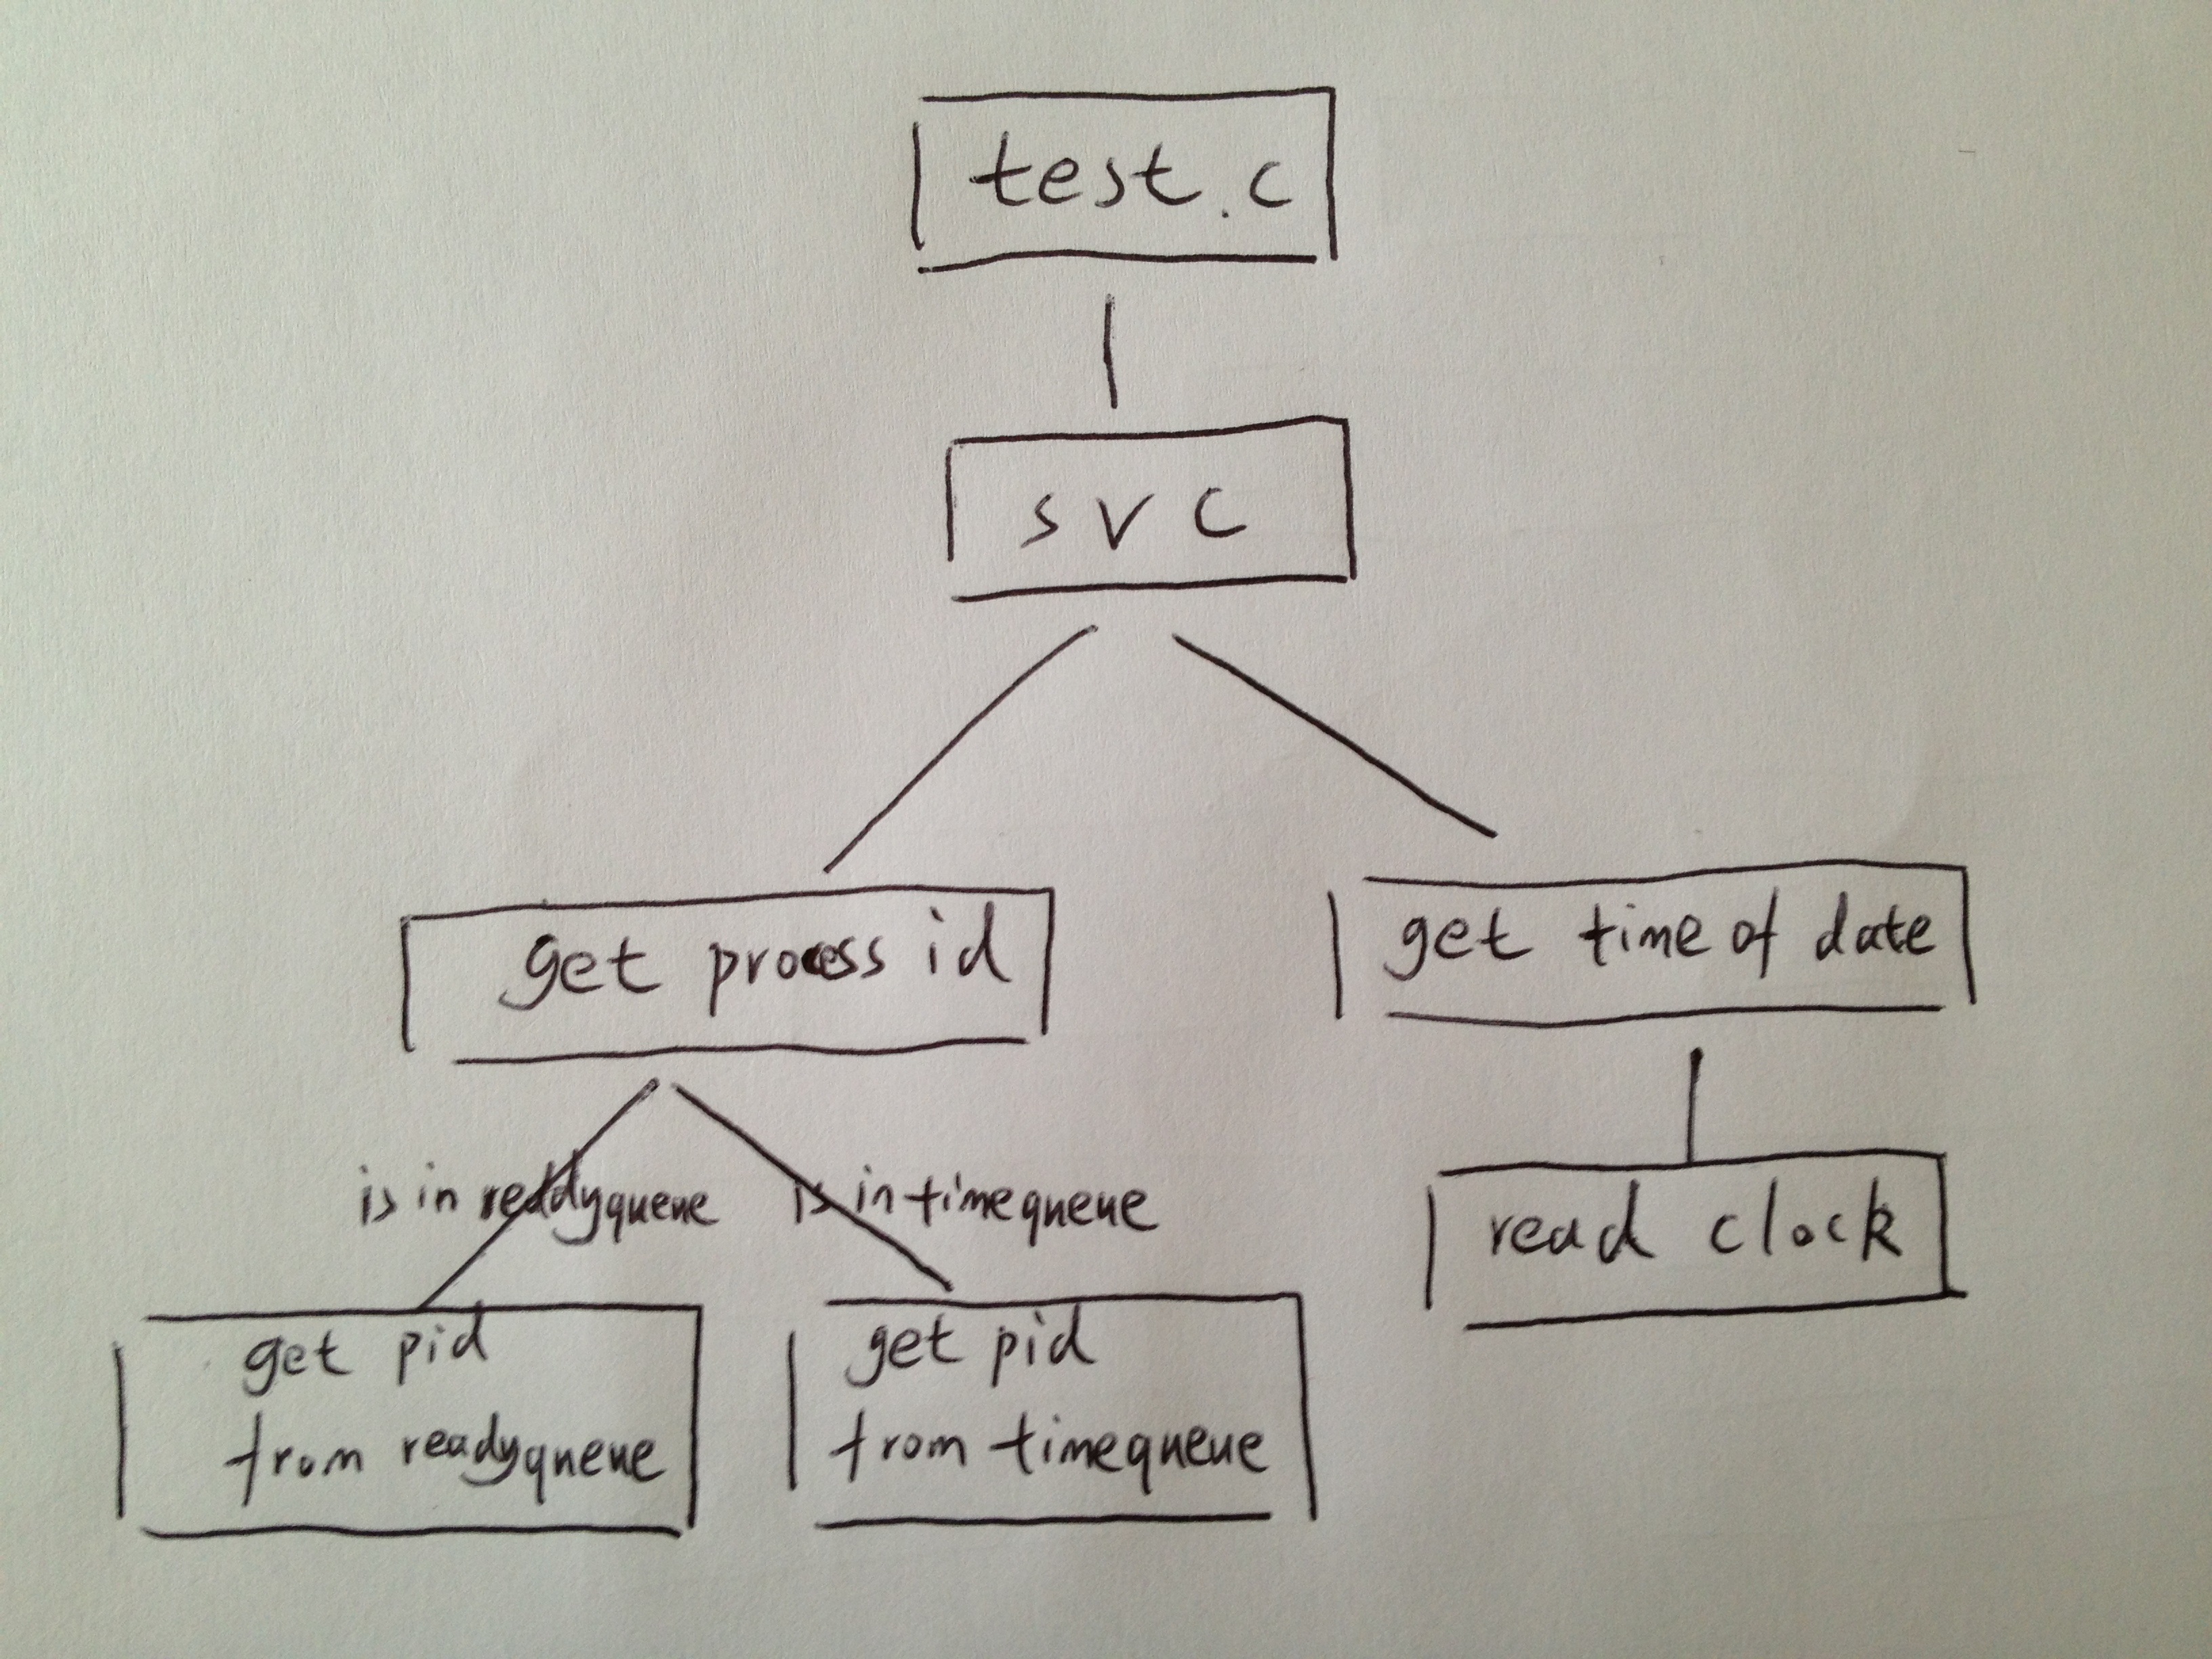 test.c
svc
get process id
get time of date
is in readyqueue
is in timequeue
read clock
get pid
from readyqueue
get pid
from timequeue